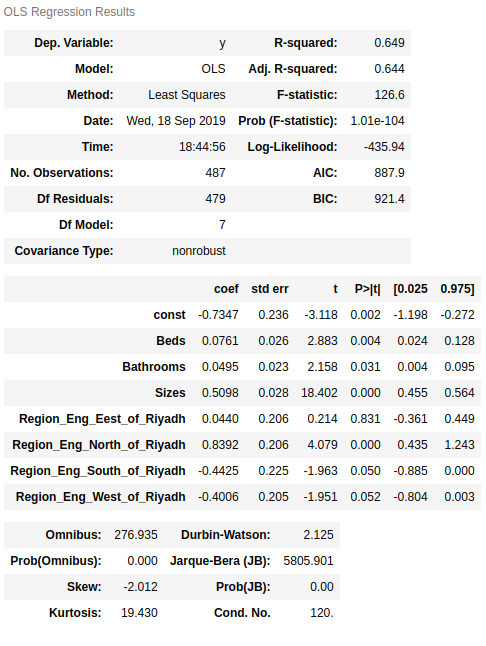 OLS Regression Results
Dep. Variable: y R-squared: 0.649
Model: OLS Adj. R-squared: 0.644
Method: Least Squares F-statistic: 126.6
Date: Wed, 18 Sep 2019 Prob (F-statistic): 1.01e-104
Time: 18:44:56 Log-Likelihood: -435.94
No. Observations: 487 AIC: 887.9
Df Residuals: 479 BIC: 921.4
Df Model: 7
Covariance Type: nonrobust
coef std err t P>|t| [0.025 0.975]
const -0.7347 0.236 -3.118 0.002 -1.198 -0.272
Beds 0.0761 0.026 2.883 0.004 0.024 0.128
Bathrooms 0.0495 0.023 2.158 0.031 0.004 0.095
Sizes 0.5098 0.028 18.402 0.000 0.455 0.564
Region_Eng_Eest_of_Riyadh 0.0440 0.206 0.214 0.831 -0.361 0.449
Region_Eng_North_of_Riyadh 0.8392 0.206 4.079 0.000 0.435 1.243
Region_Eng_South_of_Riyadh -0.4425 0.225 -1.963 0.050 -0.885 0.000
Region_Eng_West_of_Riyadh -0.4006 0.205 -1.951 0.052 -0.804 0.003
Omnibus: 276.935 Durbin-Watson: 2.125
Prob(Omnibus): 0.000 Jarque-Bera (JB): 5805.901
Skew: -2.012 Prob(JB): 0.00
Kurtosis: 19.430 Cond. No. 120.